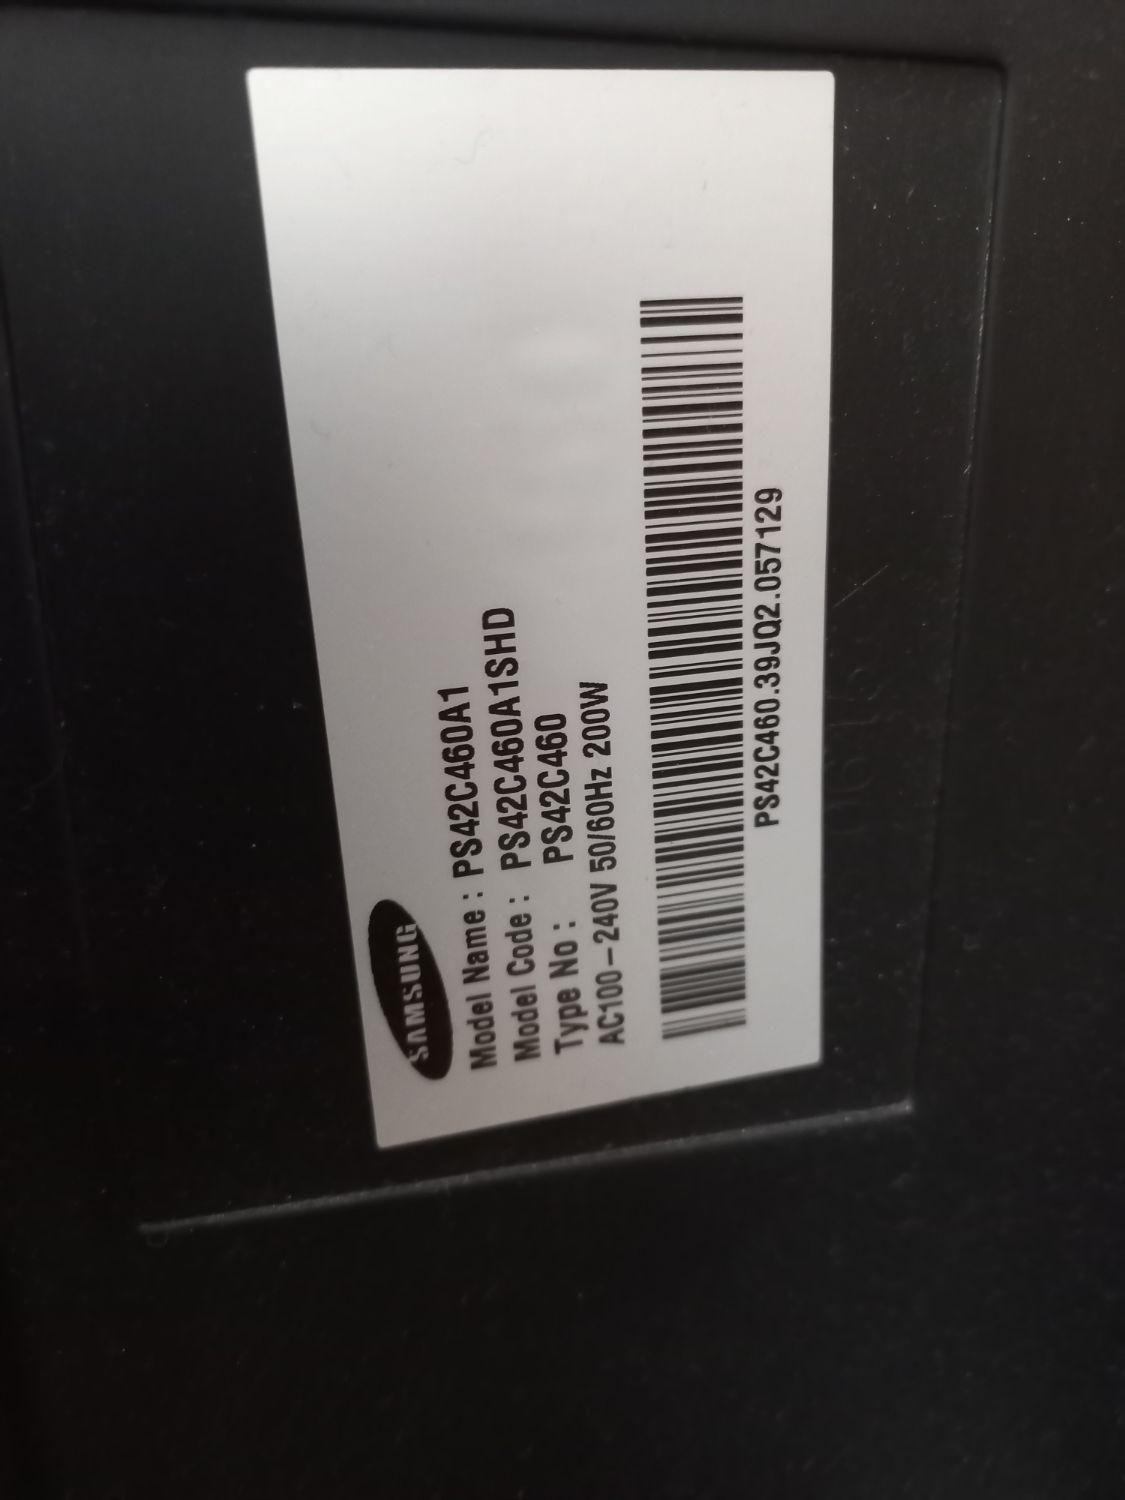 SAMSUNG
Model Name : PS42C460A1
Model Code : PS42C460A1SHD
Type No : PS42C460
AC100-240V 50/60Hz 200W
PS42C460.39JQ2.057129